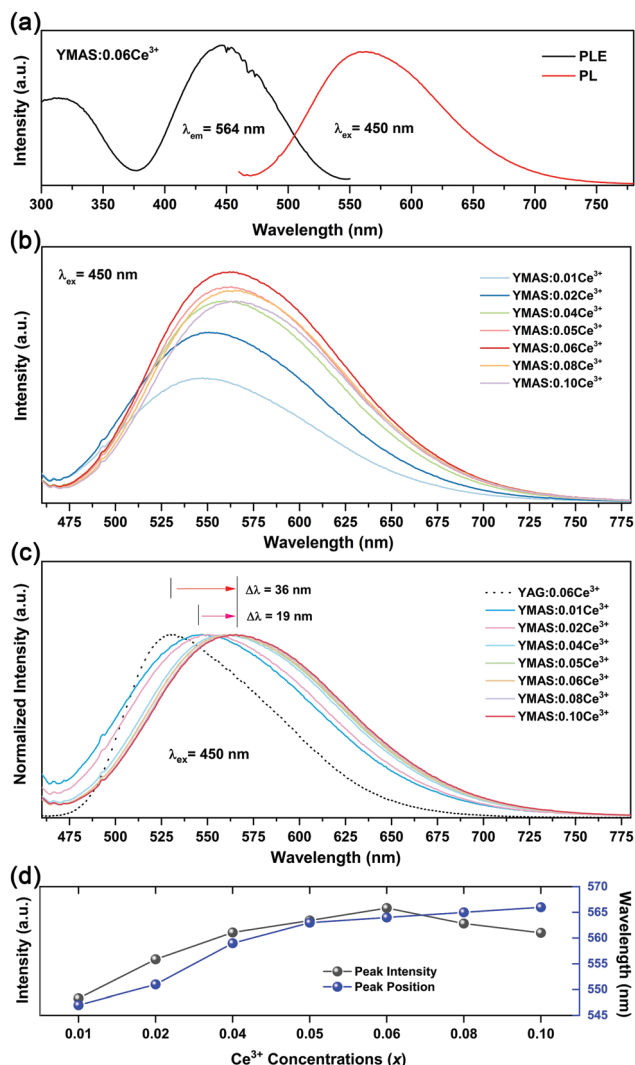 (a)
YMAS:0.06Ce³⁺
PLE
PL
λem= 564 nm
λex= 450 nm
Intensity (a.u.)
300 350 400 450 500 550 600 650 700 750
Wavelength (nm)
(b)
λex= 450 nm
YMAS:0.01Ce³⁺
YMAS:0.02Ce³⁺
YMAS:0.04Ce³⁺
YMAS:0.05Ce³⁺
YMAS:0.06Ce³⁺
YMAS:0.08Ce³⁺
YMAS:0.10Ce³⁺
Intensity (a.u.)
475 500 525 550 575 600 625 650 675 700 725 750 775
Wavelength (nm)
(c)
Δλ = 36 nm
Δλ = 19 nm
YAG:0.06Ce³⁺
YMAS:0.01Ce³⁺
YMAS:0.02Ce³⁺
YMAS:0.04Ce³⁺
YMAS:0.05Ce³⁺
YMAS:0.06Ce³⁺
YMAS:0.08Ce³⁺
YMAS:0.10Ce³⁺
λex= 450 nm
Normalized Intensity (a.u.)
475 500 525 550 575 600 625 650 675 700 725 750 775
Wavelength (nm)
(d)
Intensity (a.u.)
Peak Intensity
Peak Position
570
565
560
555
550
545
Wavelength (nm)
0.01 0.02 0.04 0.05 0.06 0.08 0.10
Ce³⁺ Concentrations (x)